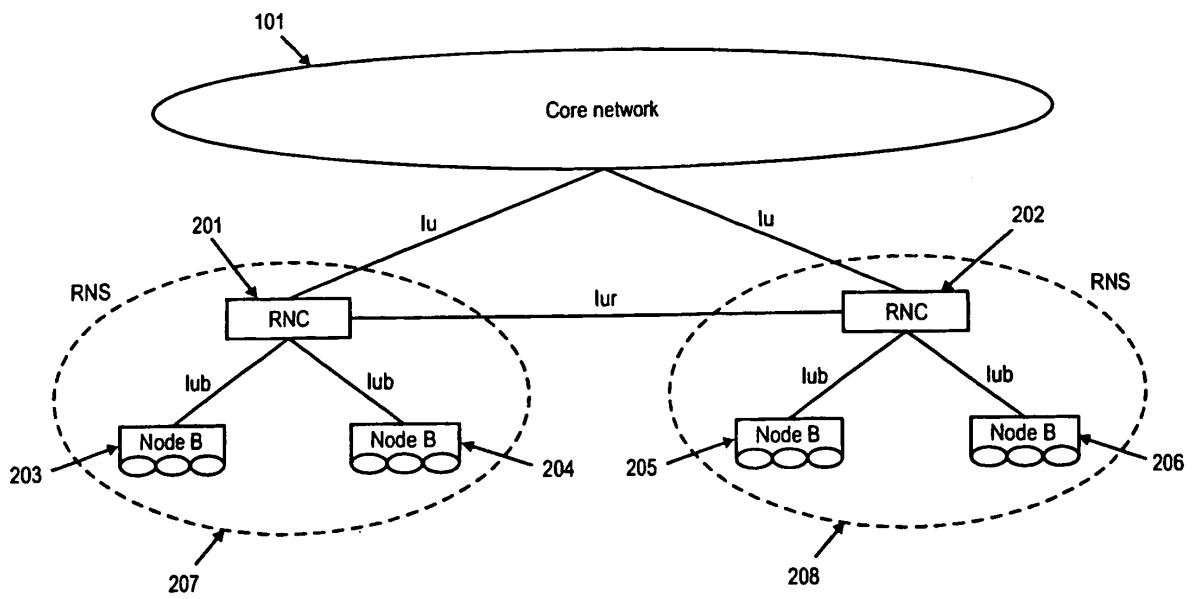 101
Core network
201
Iu
Iu
202
RNS
RNC
Iur
RNC
RNS
Iub
Iub
Iub
Iub
Node B
Node B
Node B
Node B
203
204
205
206
207
208